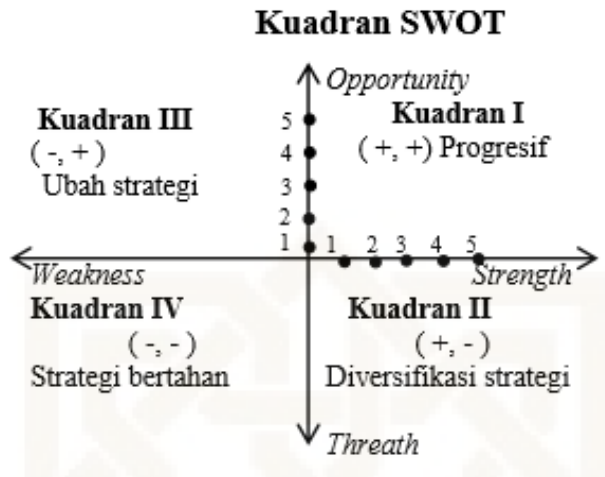 Kuadran SWOT
Opportunity
Kuadran III
( -, + )
Ubah strategi
Kuadran I
( +, +) Progresif
5
4
3
2
1
1 2 3 4 5
Weakness
Strength
Kuadran IV
( -, - )
Strategi bertahan
Kuadran II
( +, - )
Diversifikasi strategi
Threath